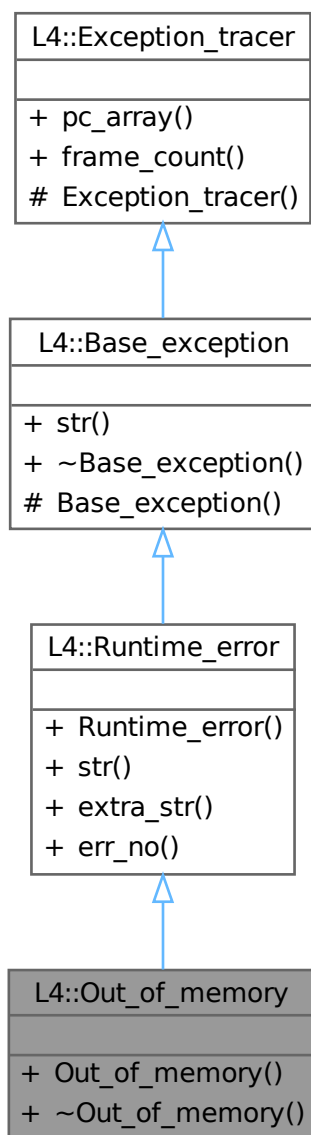 L4::Exception_tracer
+ pc_array()
+ frame_count()
# Exception_tracer()
L4::Base_exception
+ str()
+ ~Base_exception()
# Base_exception()
L4::Runtime_error
+ Runtime_error()
+ str()
+ extra_str()
+ err_no()
L4::Out_of_memory
+ Out_of_memory()
+ ~Out_of_memory()